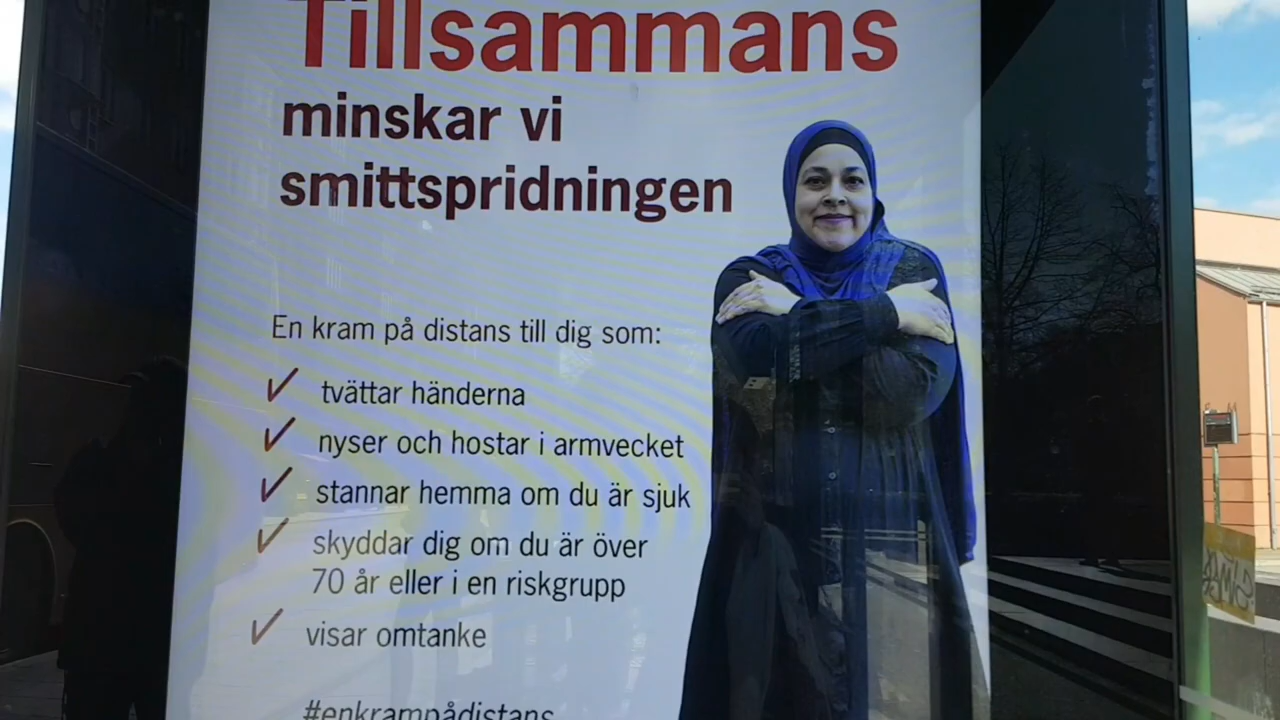 Tillsammans
minskar vi
smittspridningen
En kram på distans till dig som:
tvättar händerna
nyser och hostar i armvecket
stannar hemma om du är sjuk
skyddar dig om du är över
70 år eller i en riskgrupp
visar omtanke
#enkrampådistans